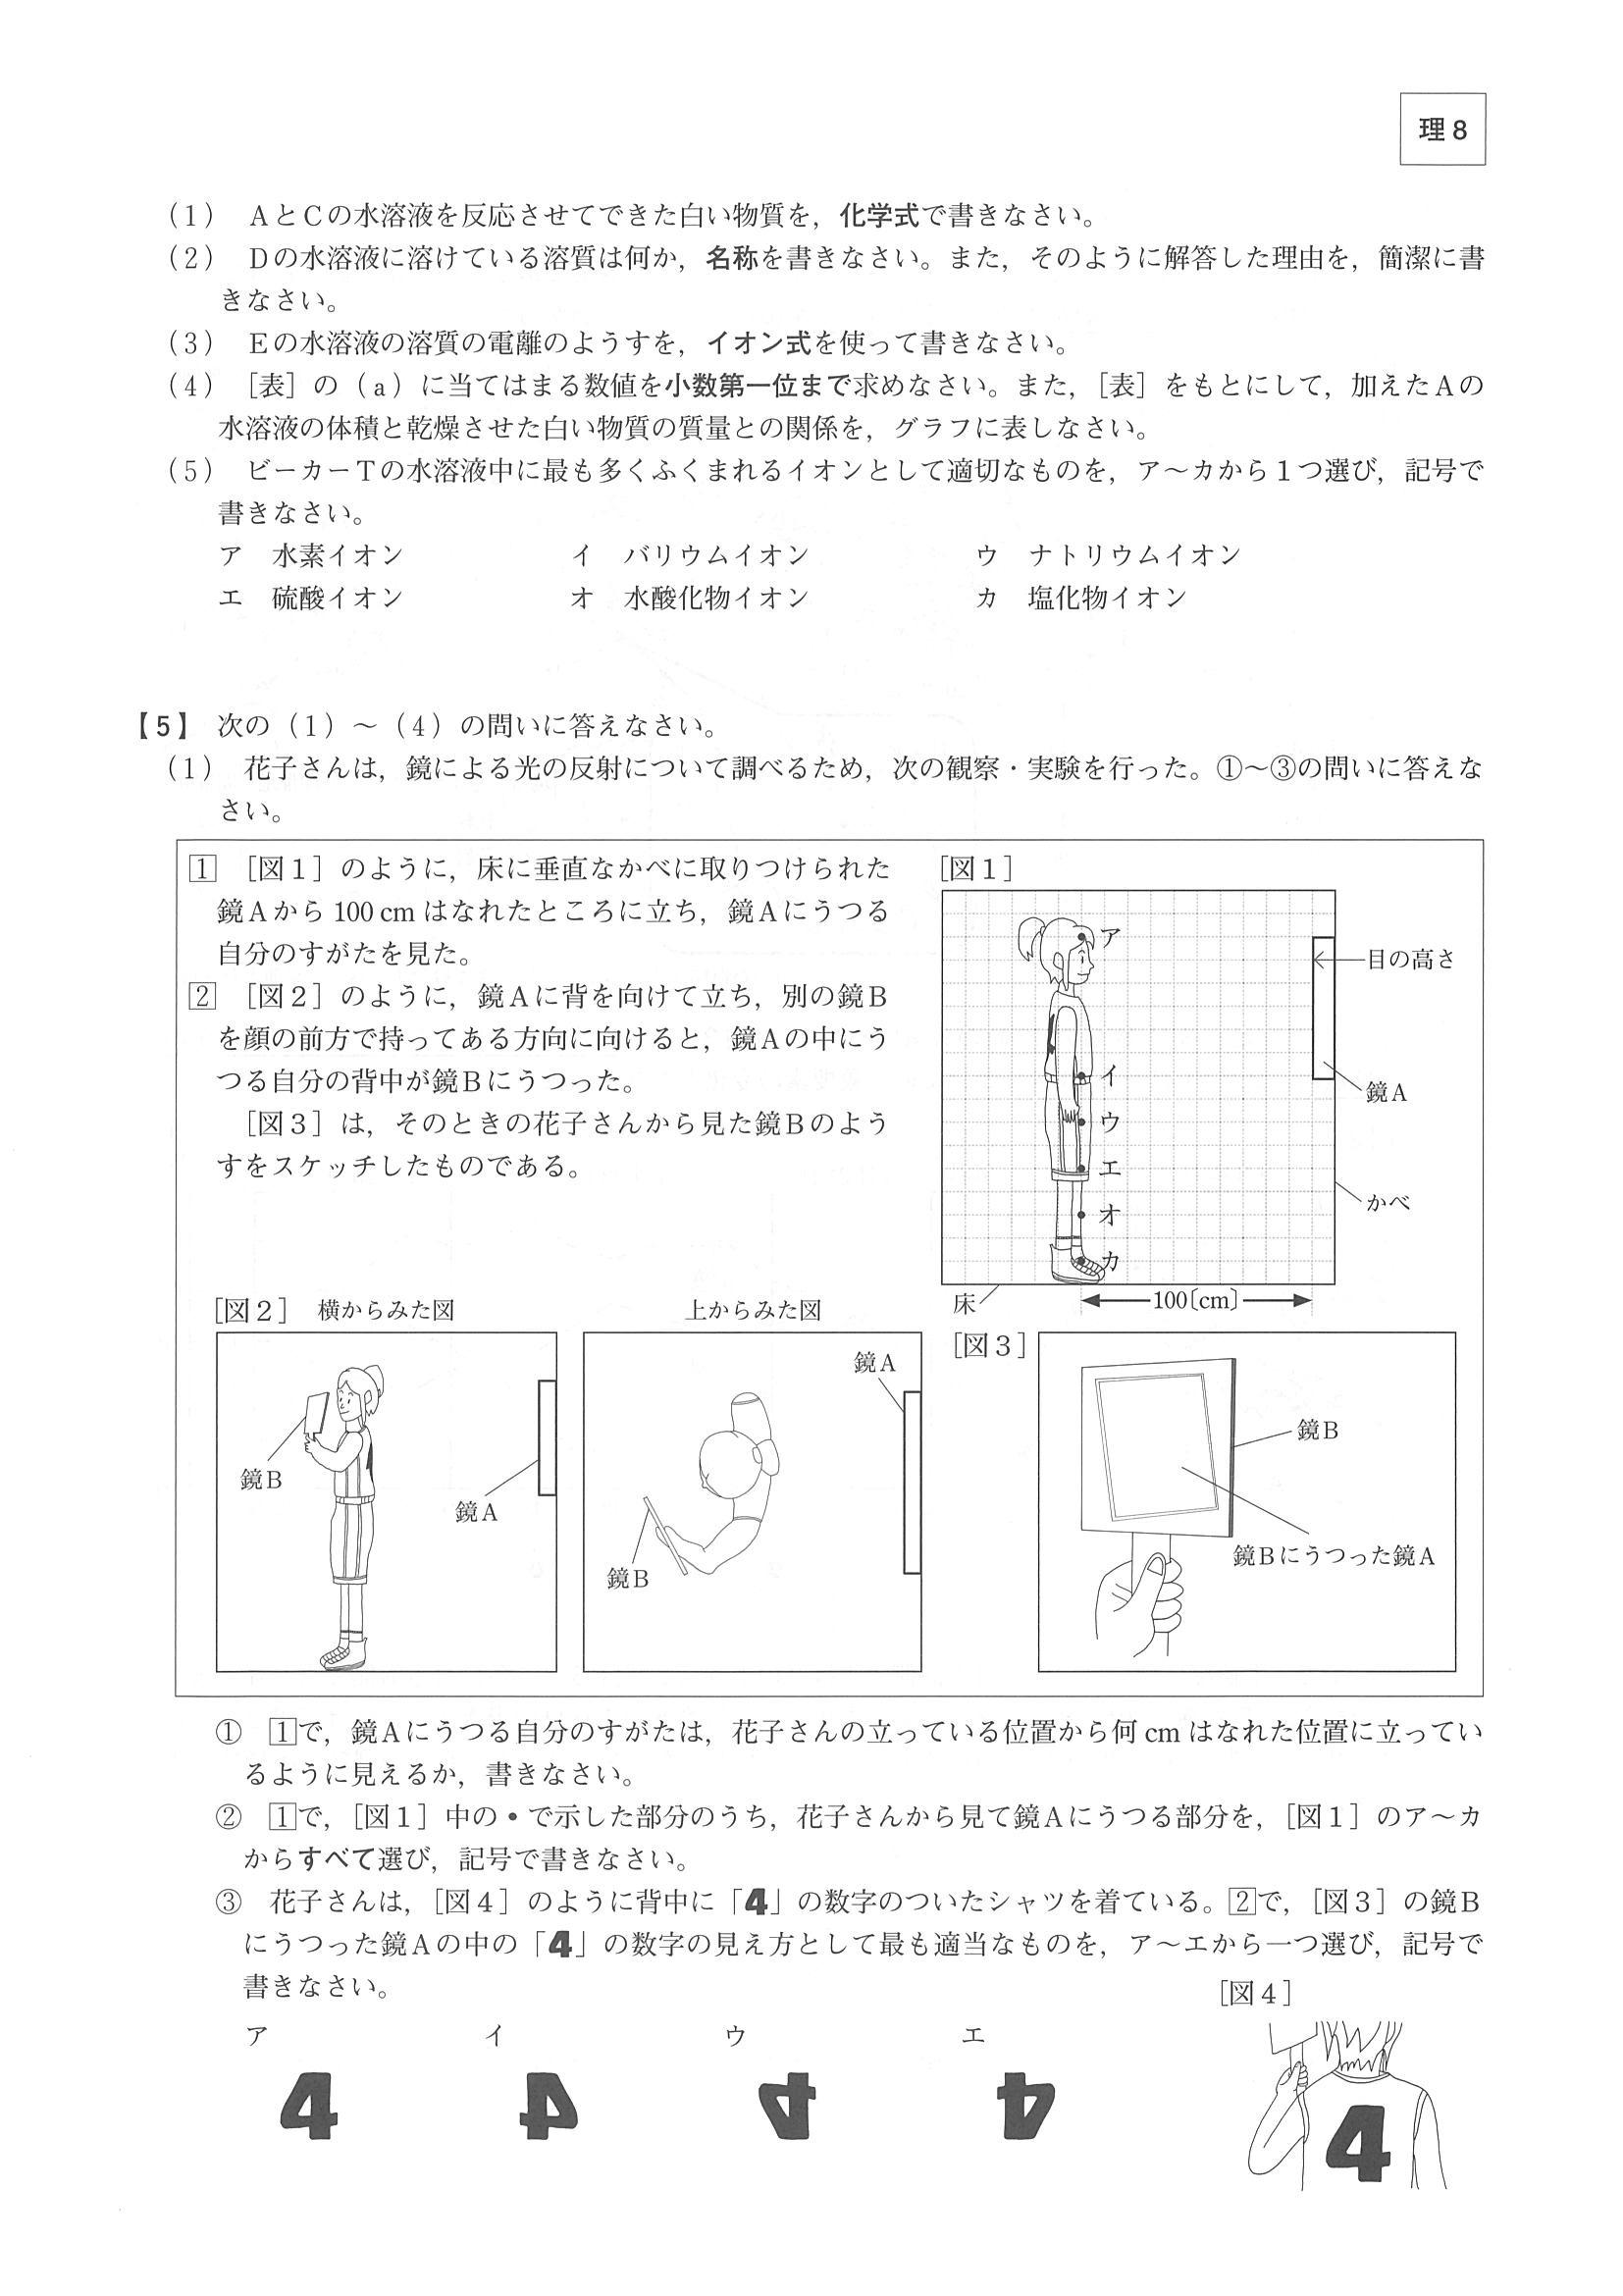 理8
(1) AとCの水溶液を反応させてできた白い物質を，化学式で書きなさい。
(2) Dの水溶液に溶けている溶質は何か，名称を書きなさい。また，そのように解答した理由を，簡潔に書
きなさい。
(3) Eの水溶液の溶質の電離のようすを，イオン式を使って書きなさい。
(4) ［表］の（a）に当てはまる数値を小数第一位まで求めなさい。また，［表］をもとにして，加えたAの
水溶液の体積と乾燥させた白い物質の質量との関係を，グラフに表しなさい。
(5) ビーカーTの水溶液中に最も多くふくまれるイオンとして適切なものを，ア～カから1つ選び，記号で
書きなさい。
ア 水素イオン イ バリウムイオン ウ ナトリウムイオン
エ 硫酸イオン オ 水酸化物イオン カ 塩化物イオン
【5】 次の（1）～（4）の問いに答えなさい。
(1) 花子さんは，鏡による光の反射について調べるため，次の観察・実験を行った。①～③の問いに答えな
さい。
1 ［図1］のように，床に垂直なかべに取りつけられた
鏡Aから100 cmはなれたところに立ち，鏡Aにうつる
自分のすがたを見た。
2 ［図2］のように，鏡Aに背を向けて立ち，別の鏡B
を顔の前方で持ってある方向に向けると，鏡Aの中にう
つる自分の背中が鏡Bにうつった。
［図3］は，そのときの花子さんから見た鏡Bのよう
すをスケッチしたものである。
［図1］
ア
目の高さ
イ
鏡A
ウ
エ
かべ
オ
カ
床
100〔cm〕
［図2］ 横からみた図
鏡B
鏡A
上からみた図
鏡A
鏡B
［図3］
鏡B
鏡Bにうつった鏡A
① 1で，鏡Aにうつる自分のすがたは，花子さんの立っている位置から何cmはなれた位置に立ってい
るように見えるか，書きなさい。
② 1で，［図1］中の•で示した部分のうち，花子さんから見て鏡Aにうつる部分を，［図1］のア～カ
からすべて選び，記号で書きなさい。
③ 花子さんは，［図4］のように背中に「4」の数字のついたシャツを着ている。2で，［図3］の鏡B
にうつった鏡Aの中の「4」の数字の見え方として最も適当なものを，ア～エから一つ選び，記号で
書きなさい。
［図4］
ア イ ウ エ
4 4 4 4
4